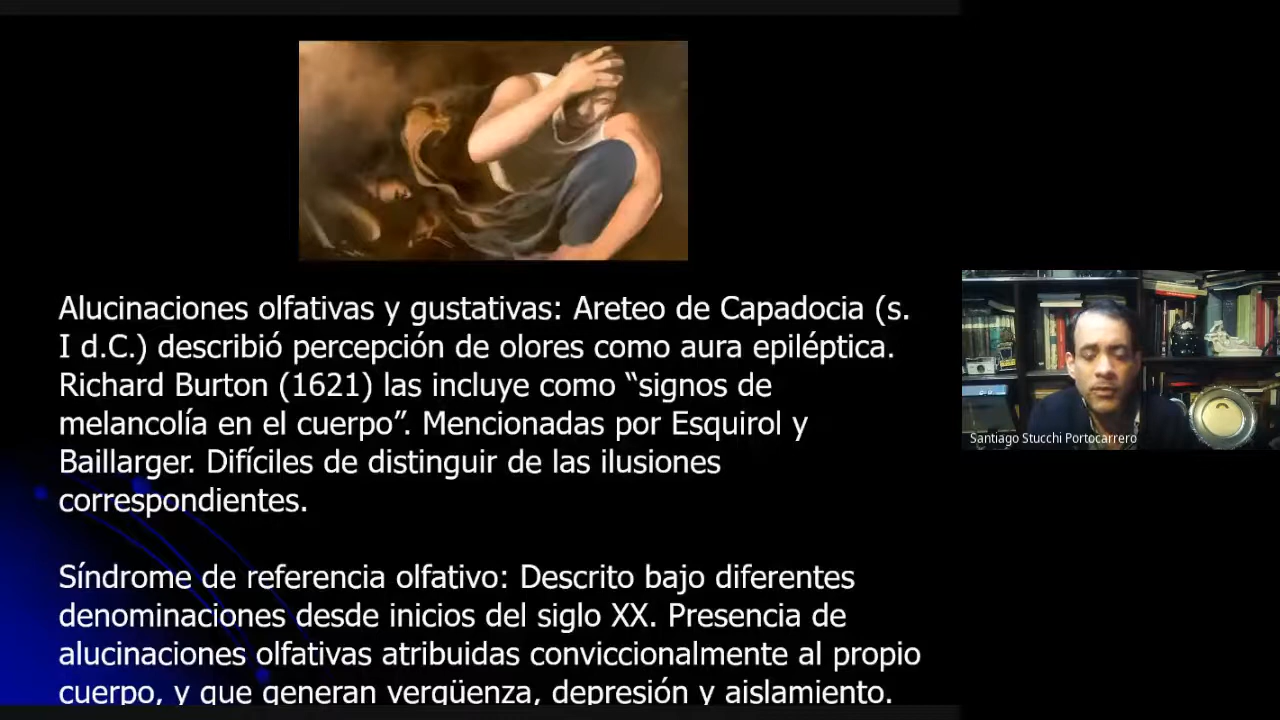 Alucinaciones olfativas y gustativas: Areteo de Capadocia (s.
I d.C.) describió percepción de olores como aura epiléptica.
Richard Burton (1621) las incluye como “signos de
melancolía en el cuerpo”. Mencionadas por Esquirol y
Baillarger. Difíciles de distinguir de las ilusiones
correspondientes.
Síndrome de referencia olfativo: Descrito bajo diferentes
denominaciones desde inicios del siglo XX. Presencia de
alucinaciones olfativas atribuidas conviccionalmente al propio
cuerpo, y que generan vergüenza, depresión y aislamiento.
Santiago Stucchi Portocarrero